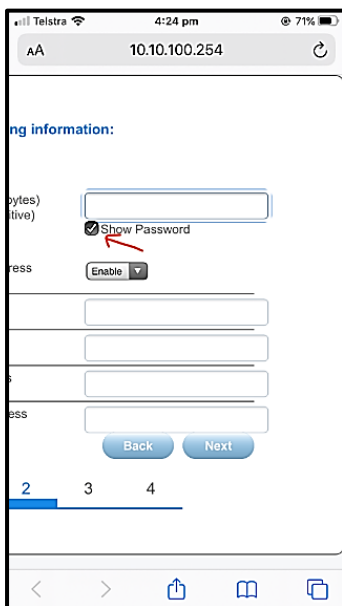 Telstra 4:24 pm 71%
AA 10.10.100.254
ng information:
bytes)
itive)
Show Password
ress Enable
s
ess
Back Next
2 3 4